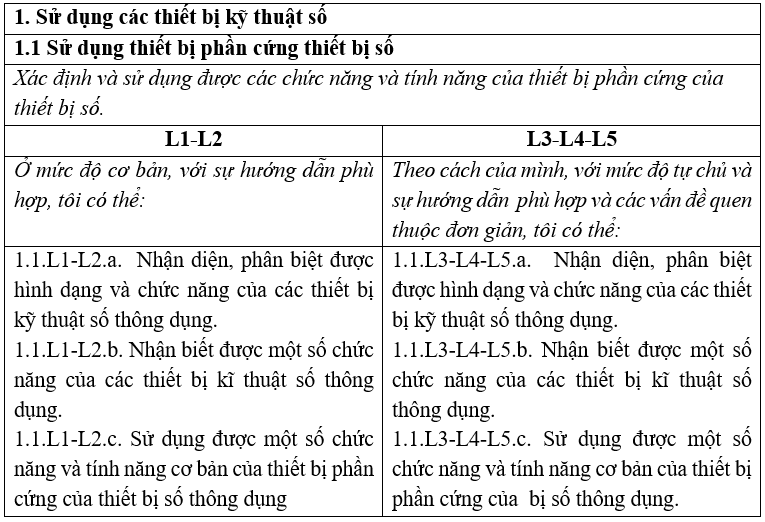 1. Sử dụng các thiết bị kỹ thuật số
1.1 Sử dụng thiết bị phần cứng thiết bị số
Xác định và sử dụng được các chức năng và tính năng của thiết bị phần cứng của
thiết bị số.
L1-L2
Ở mức độ cơ bản, với sự hướng dẫn phù
hợp, tôi có thể:
1.1.L1-L2.a. Nhận diện, phân biệt được
hình dạng và chức năng của các thiết bị
kỹ thuật số thông dụng.
1.1.L1-L2.b. Nhận biết được một số chức
năng của các thiết bị kĩ thuật số thông
dụng.
1.1.L1-L2.c. Sử dụng được một số chức
năng và tính năng cơ bản của thiết bị phần
cứng của thiết bị số thông dụng
L3-L4-L5
Theo cách của mình, với mức độ tự chủ và
sự hướng dẫn phù hợp và các vấn đề quen
thuộc đơn giản, tôi có thể:
1.1.L3-L4-L5.a. Nhận diện, phân biệt
được hình dạng và chức năng của các thiết
bị kỹ thuật số thông dụng.
1.1.L3-L4-L5.b. Nhận biết được một số
chức năng của các thiết bị kĩ thuật số
thông dụng.
1.1.L3-L4-L5.c. Sử dụng được một số
chức năng và tính năng cơ bản của thiết bị
phần cứng của bị số thông dụng.